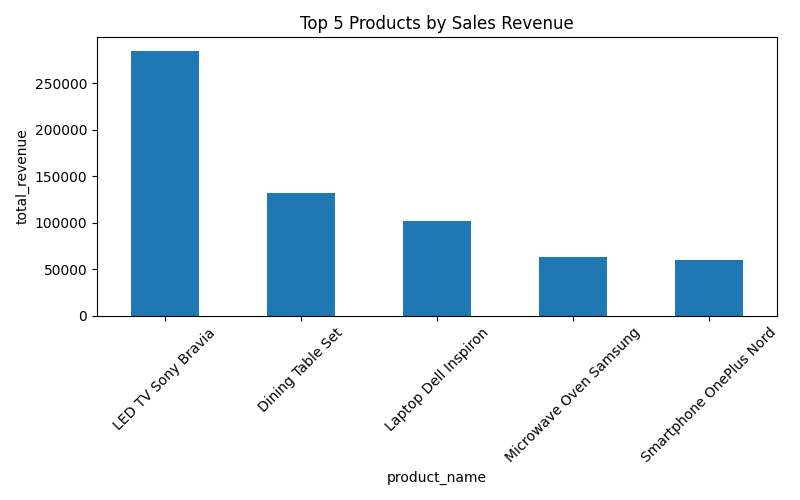 Top 5 Products by Sales Revenue
total_revenue
250000
200000
150000
100000
50000
0
LED TV Sony Bravia
Dining Table Set
Laptop Dell Inspiron
Microwave Oven Samsung
Smartphone OnePlus Nord
product_name